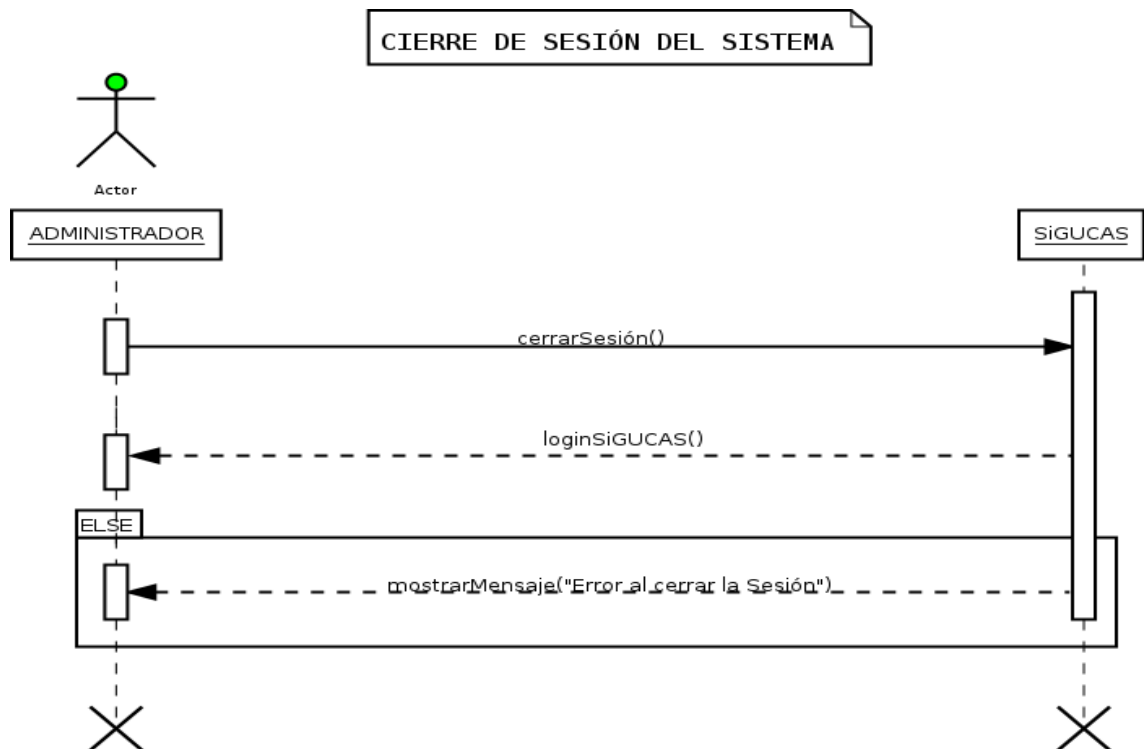 CIERRE DE SESIÓN DEL SISTEMA
Actor
ADMINISTRADOR
SiGUCAS
cerrarSesión()
loginSiGUCAS()
ELSE
mostrarMensaje("Error al cerrar la Sesión")